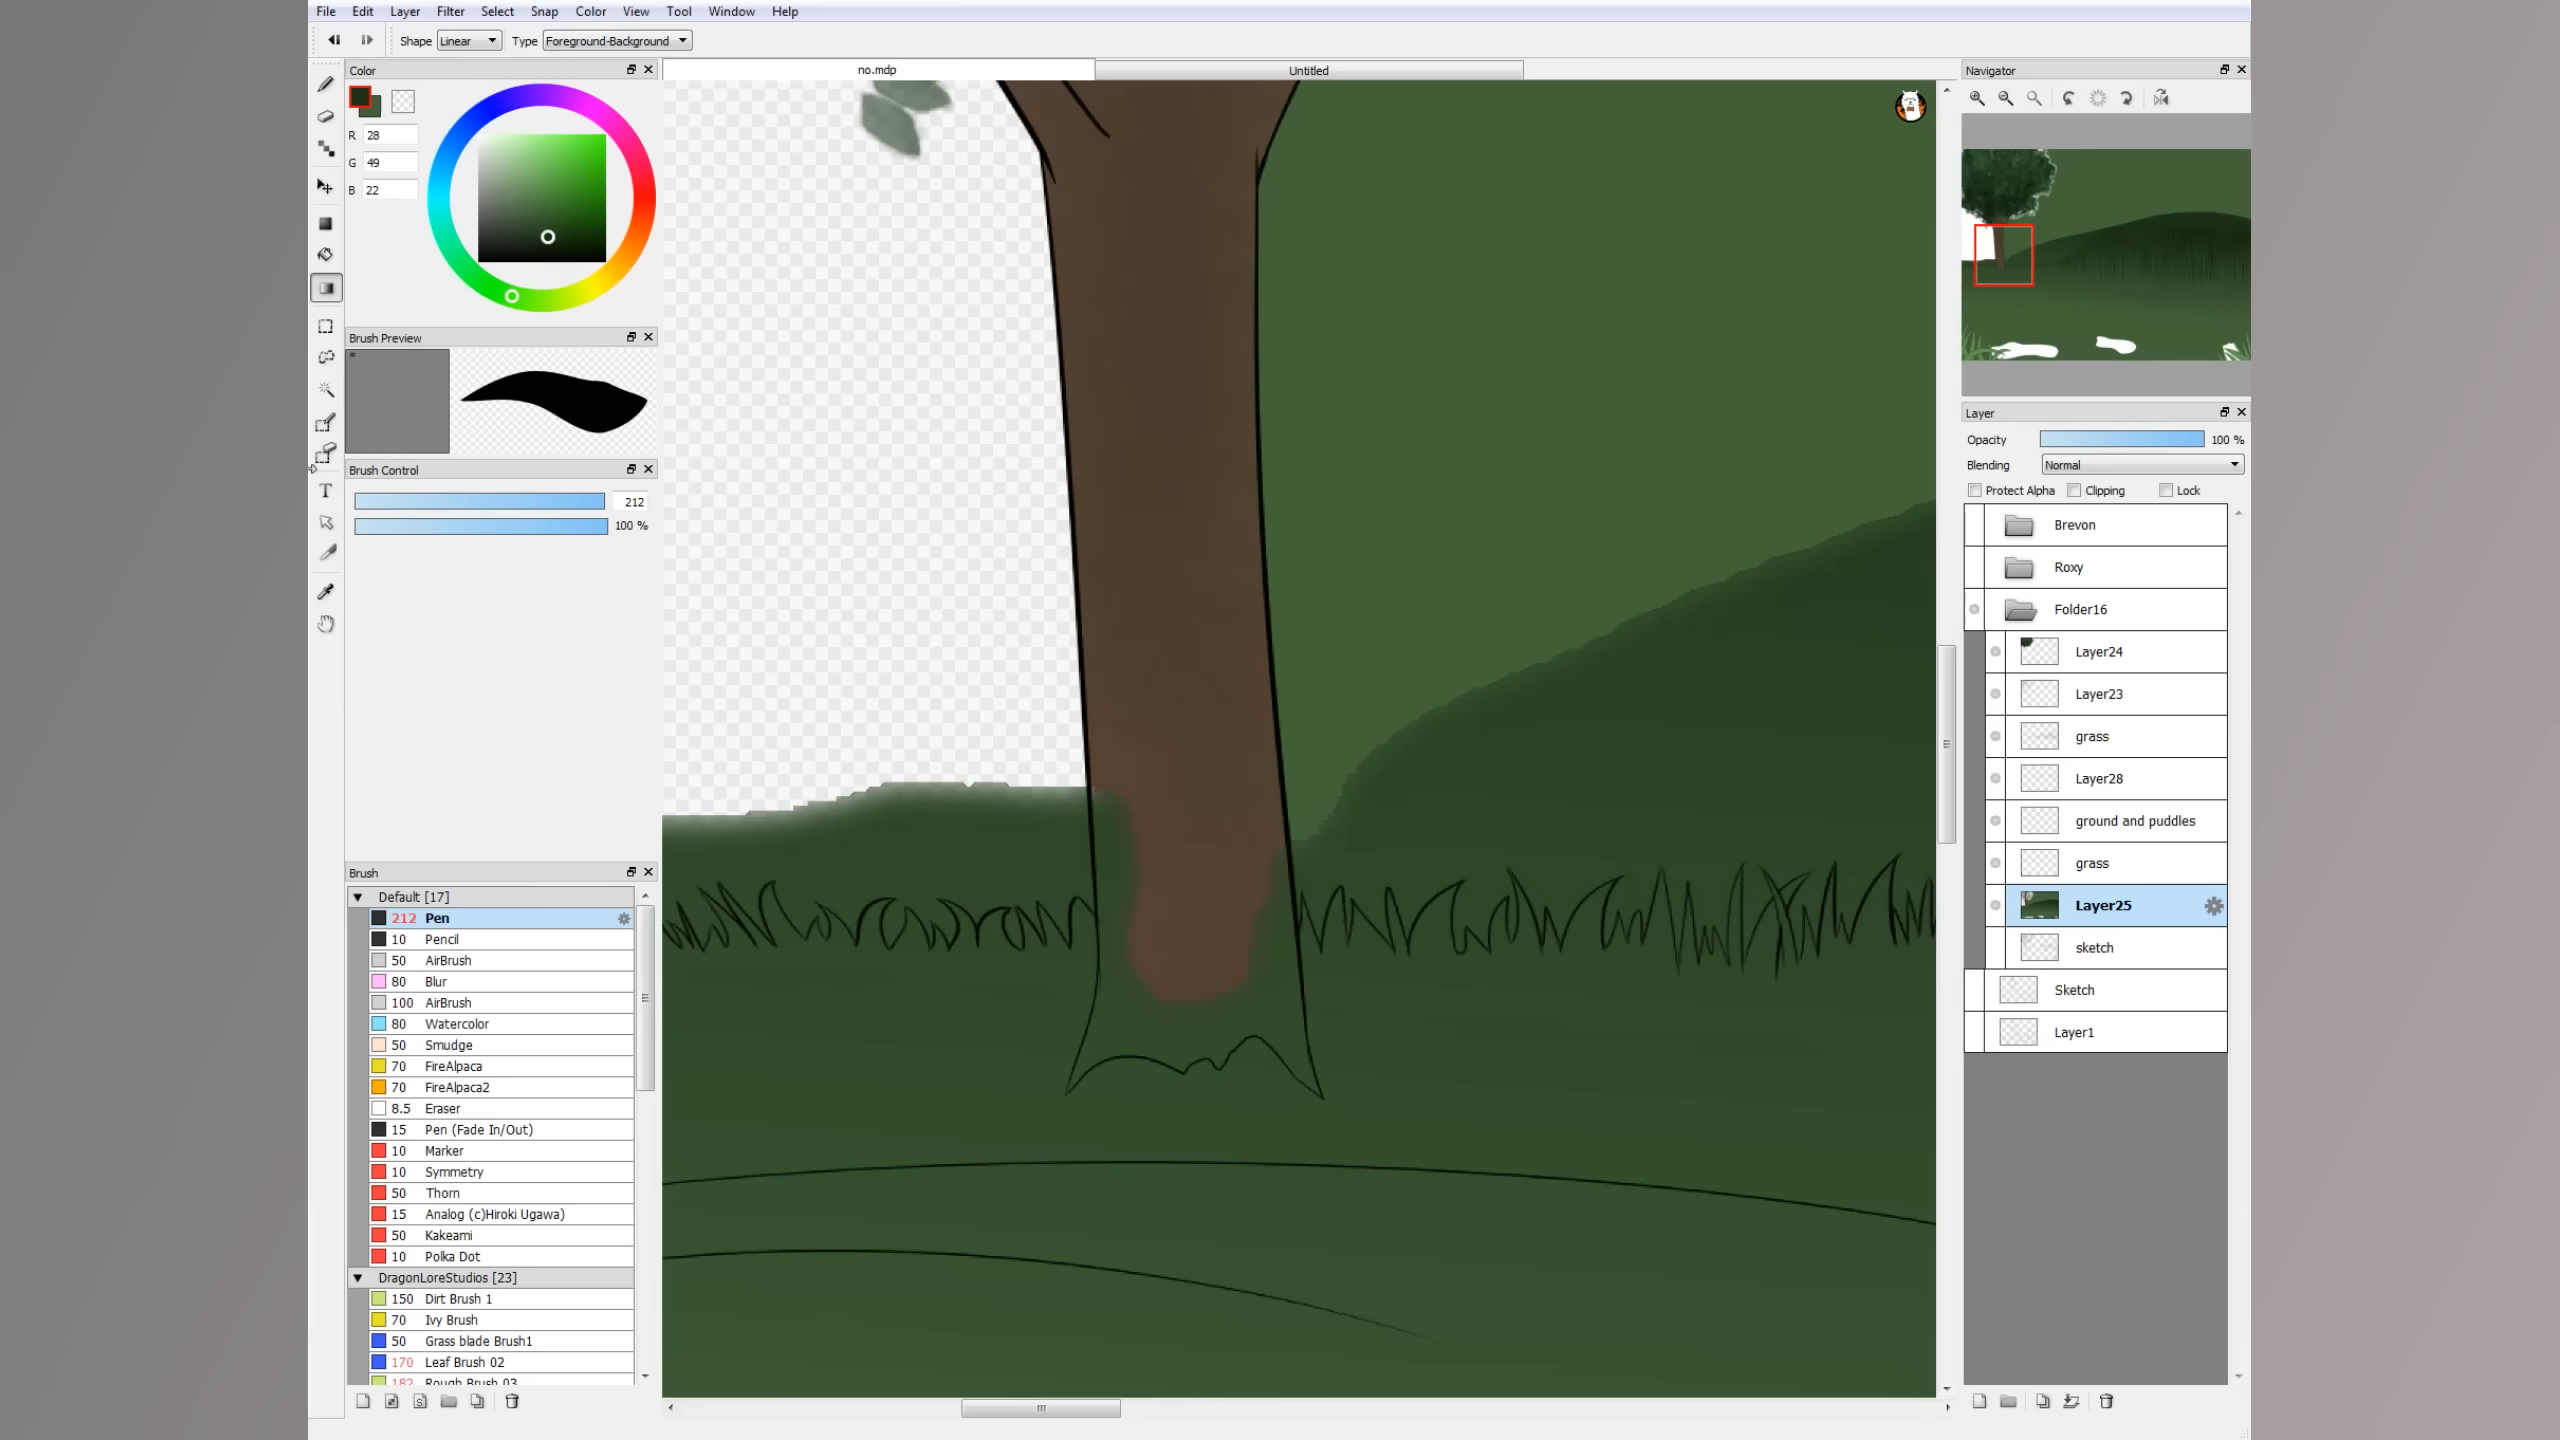 File Edit Layer Filter Select Snap Color View Tool Window Help
Shape Linear Type Foreground-Background
Color
R 28
G 49
B 22
Brush Preview
*
Brush Control
212
100 %
Brush
Default [17]
212 Pen
10 Pencil
50 AirBrush
80 Blur
100 AirBrush
80 Watercolor
50 Smudge
70 FireAlpaca
70 FireAlpaca2
8.5 Eraser
15 Pen (Fade In/Out)
10 Marker
10 Symmetry
50 Thorn
15 Analog (c)Hiroki Ugawa)
50 Kakeami
10 Polka Dot
DragonLoreStudios [23]
150 Dirt Brush 1
70 Ivy Brush
50 Grass blade Brush1
170 Leaf Brush 02
182 Rough Brush 03
no.mdp
Untitled
Navigator
Layer
Opacity 100 %
Blending Normal
Protect Alpha Clipping Lock
Brevon
Roxy
Folder16
Layer24
Layer23
grass
Layer28
ground and puddles
grass
Layer25
sketch
Sketch
Layer1